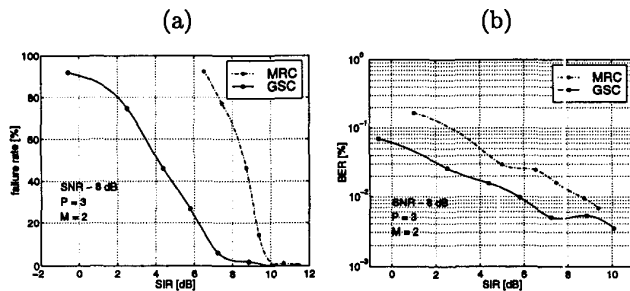 (a)
(b)
100
80
60
40
20
0
failure rate [%]
MRC
GSC
SNR – 8 dB
P = 3
M = 2
-2 0 2 4 6 8 10 12
SIR [dB]
10⁰
10⁻¹
10⁻²
10⁻³
BER [%]
MRC
GSC
SNR – 8 dB
P = 3
M = 2
0 2 4 6 8 10
SIR [dB]